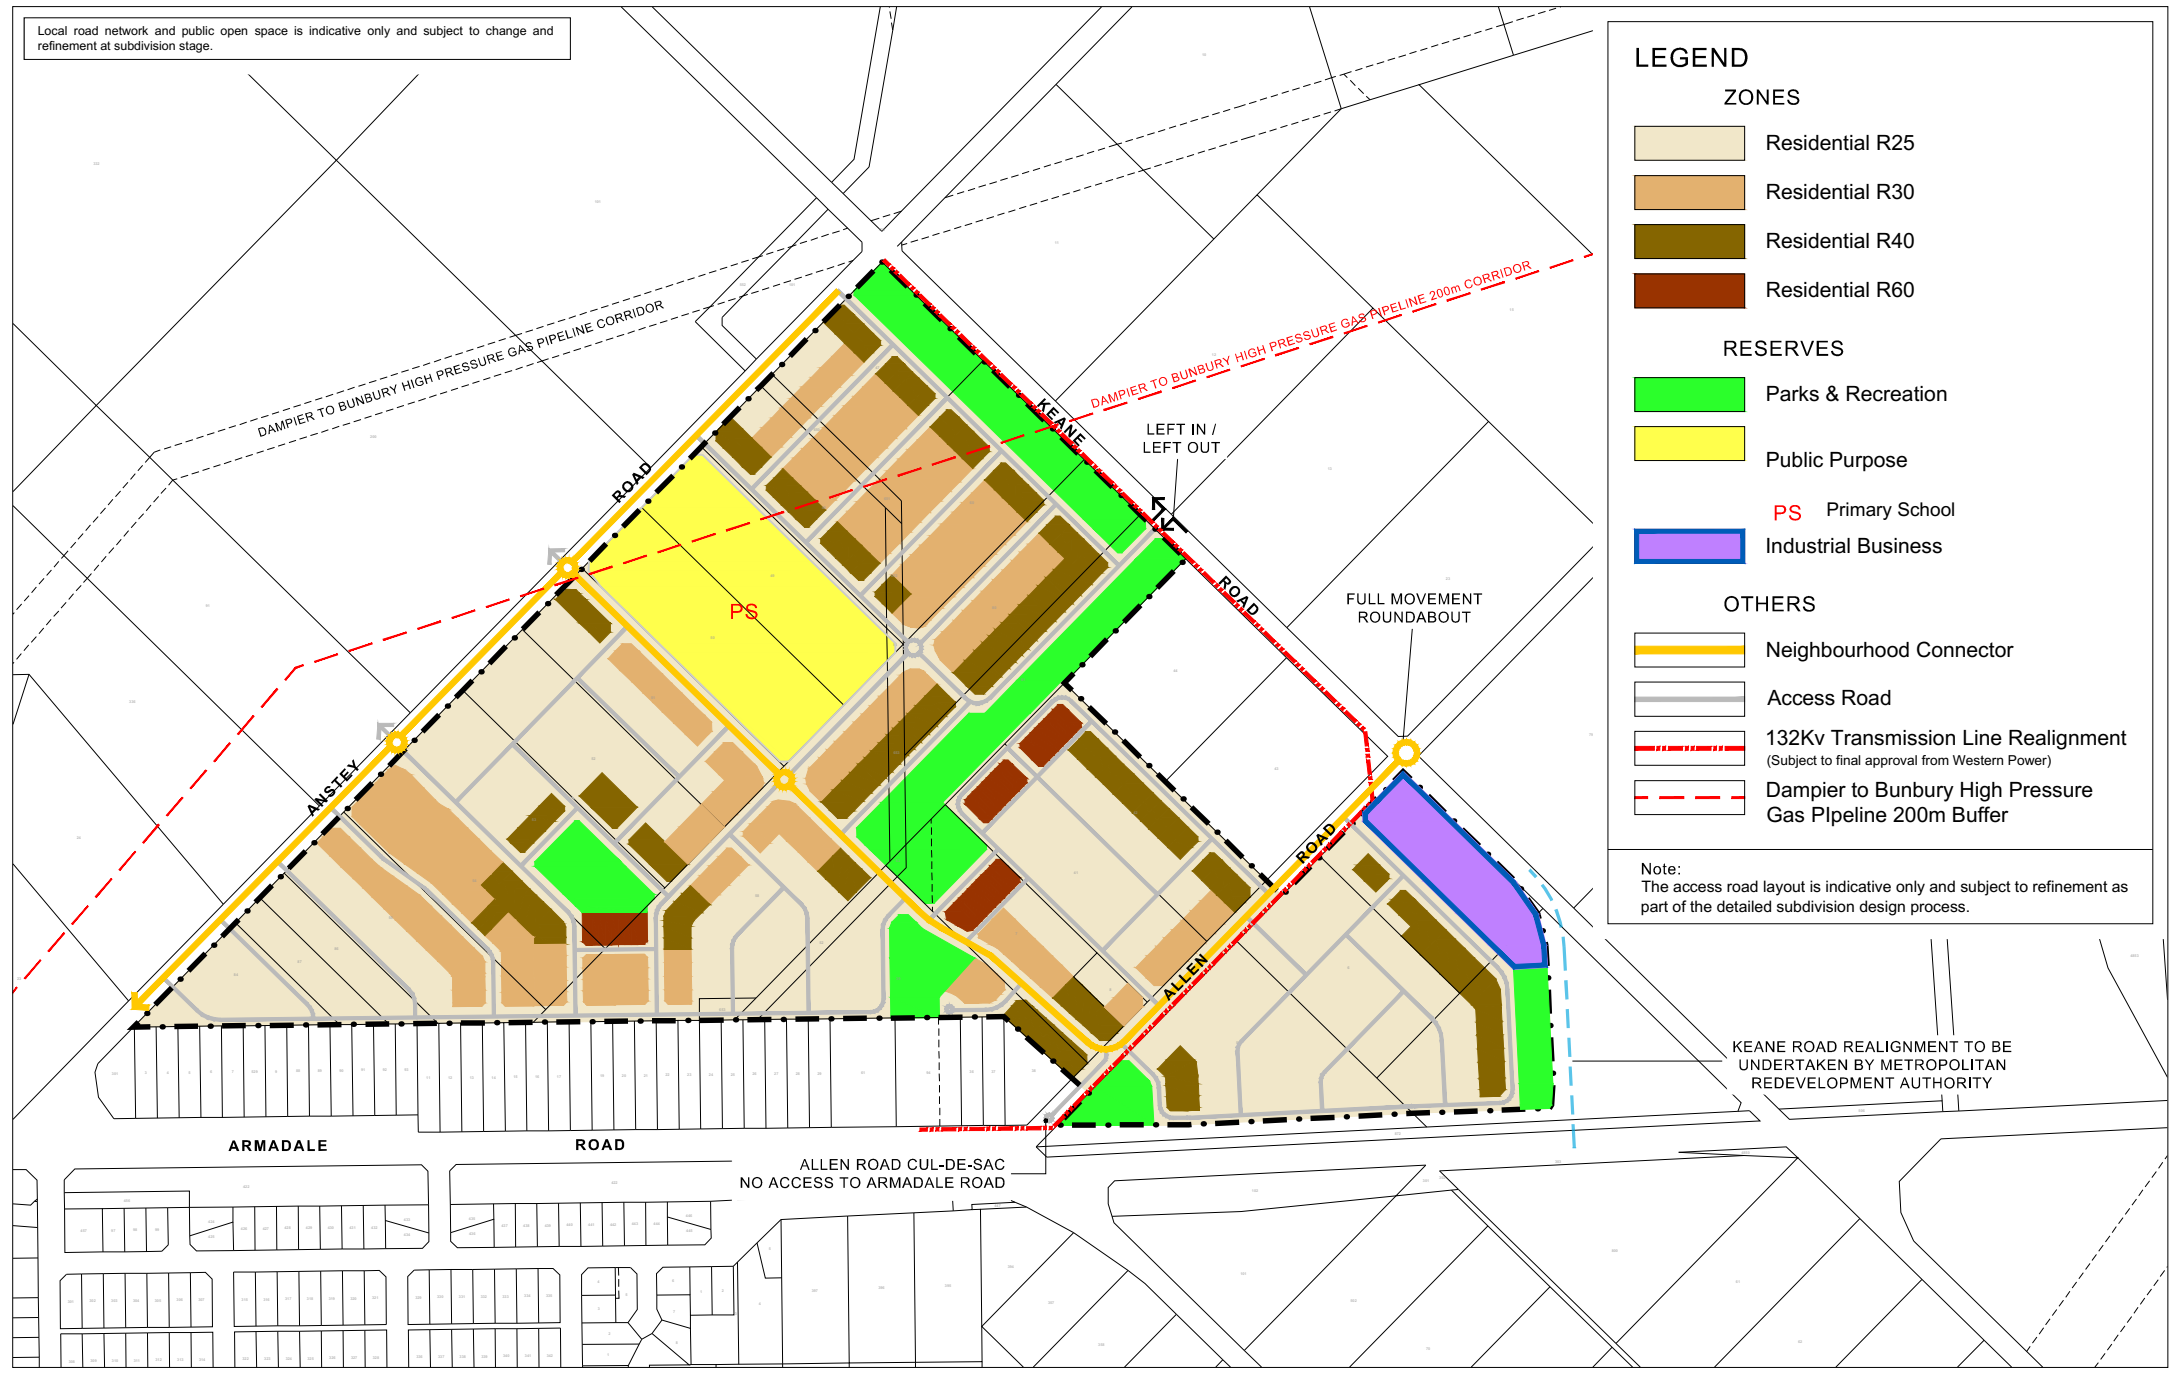 Local road network and public open space is indicative only and subject to change and
refinement at subdivision stage.
DAMPIER TO BUNBURY HIGH PRESSURE GAS PIPELINE CORRIDOR
DAMPIER TO BUNBURY HIGH PRESSURE GAS PIPELINE 200m CORRIDOR
KEANE
ROAD
LEFT IN /
LEFT OUT
ROAD
ANSTEY
PS
FULL MOVEMENT
ROUNDABOUT
ROAD
ALLEN
KEANE ROAD REALIGNMENT TO BE
UNDERTAKEN BY METROPOLITAN
REDEVELOPMENT AUTHORITY
ARMADALE
ROAD
ALLEN ROAD CUL-DE-SAC
NO ACCESS TO ARMADALE ROAD
LEGEND
ZONES
Residential R25
Residential R30
Residential R40
Residential R60
RESERVES
Parks & Recreation
Public Purpose
PS Primary School
Industrial Business
OTHERS
Neighbourhood Connector
Access Road
132Kv Transmission Line Realignment
(Subject to final approval from Western Power)
Dampier to Bunbury High Pressure
Gas PIpeline 200m Buffer
Note:
The access road layout is indicative only and subject to refinement as
part of the detailed subdivision design process.